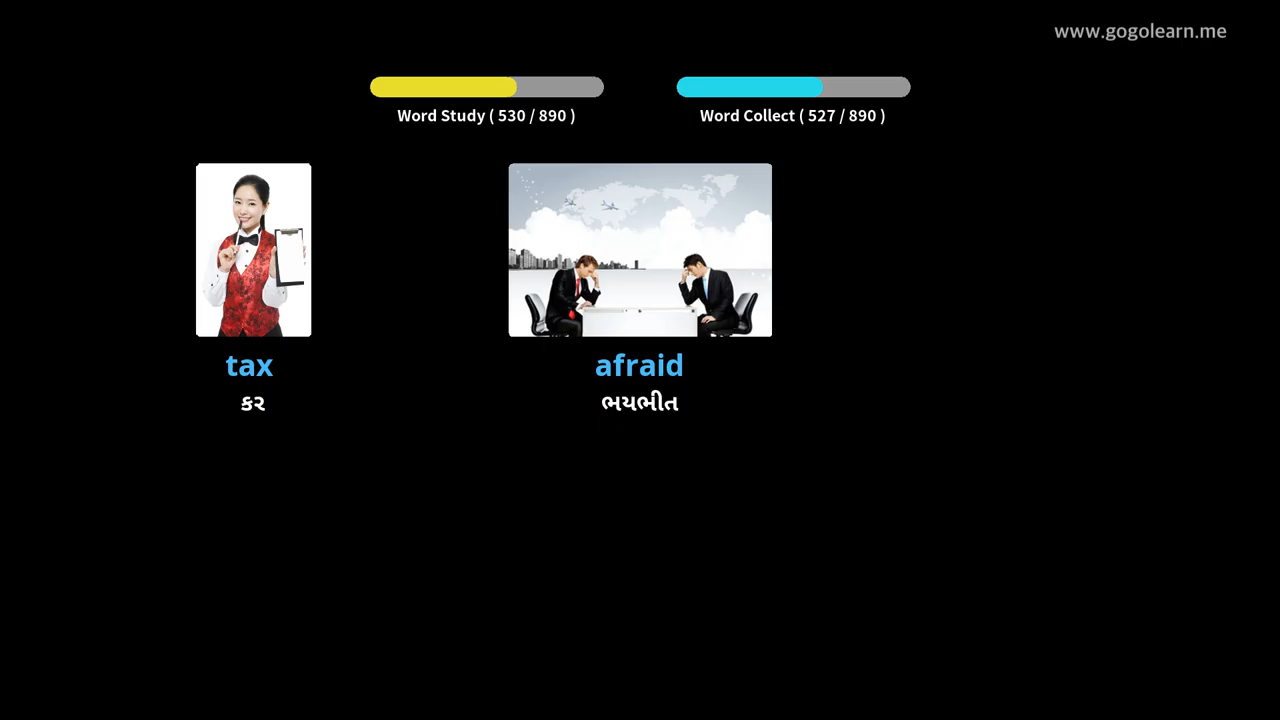 www.gogolearn.me
Word Study ( 530 / 890 )
Word Collect ( 527 / 890 )
tax
કર
afraid
ભયભીત